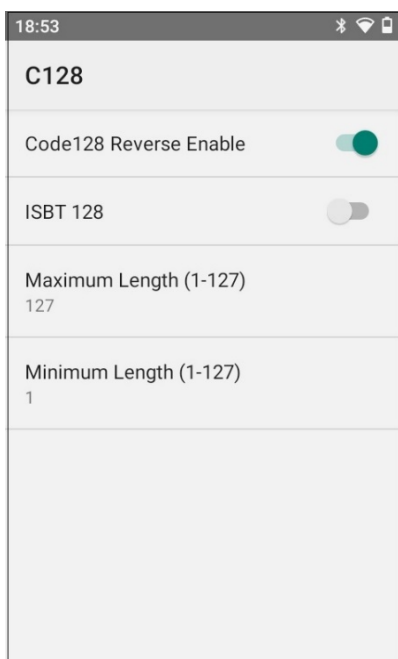 18:53
C128
Code128 Reverse Enable
ISBT 128
Maximum Length (1-127)
127
Minimum Length (1-127)
1